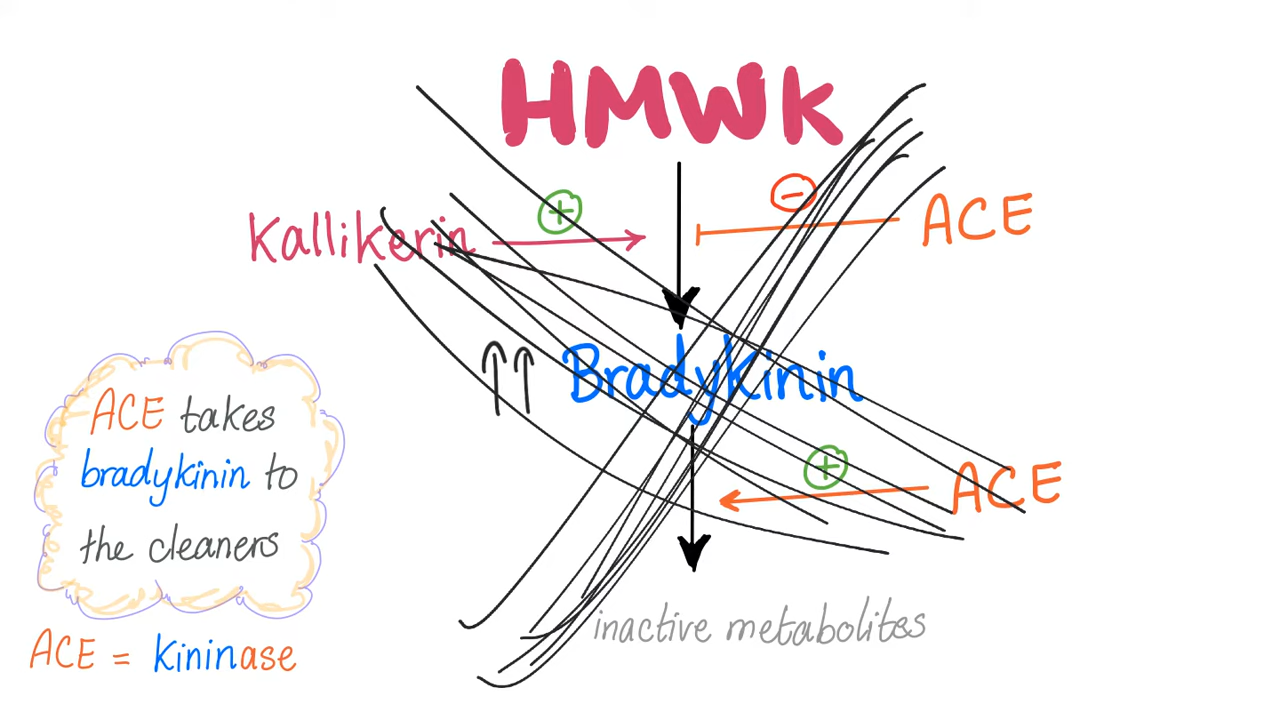 HMWK
Kallikerin
+
−
ACE
↑↑ Bradykinin
+
ACE
inactive metabolites
ACE takes
bradykinin to
the cleaners
ACE = kininase